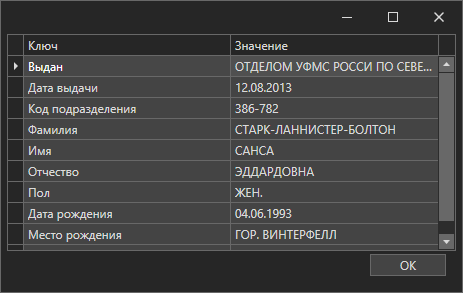 Ключ Значение
Выдан ОТДЕЛОМ УФМС РОССИ ПО СЕВЕ...
Дата выдачи 12.08.2013
Код подразделения 386-782
Фамилия СТАРК-ЛАННИСТЕР-БОЛТОН
Имя САНСА
Отчество ЭДДАРДОВНА
Пол ЖЕН.
Дата рождения 04.06.1993
Место рождения ГОР. ВИНТЕРФЕЛЛ
OK